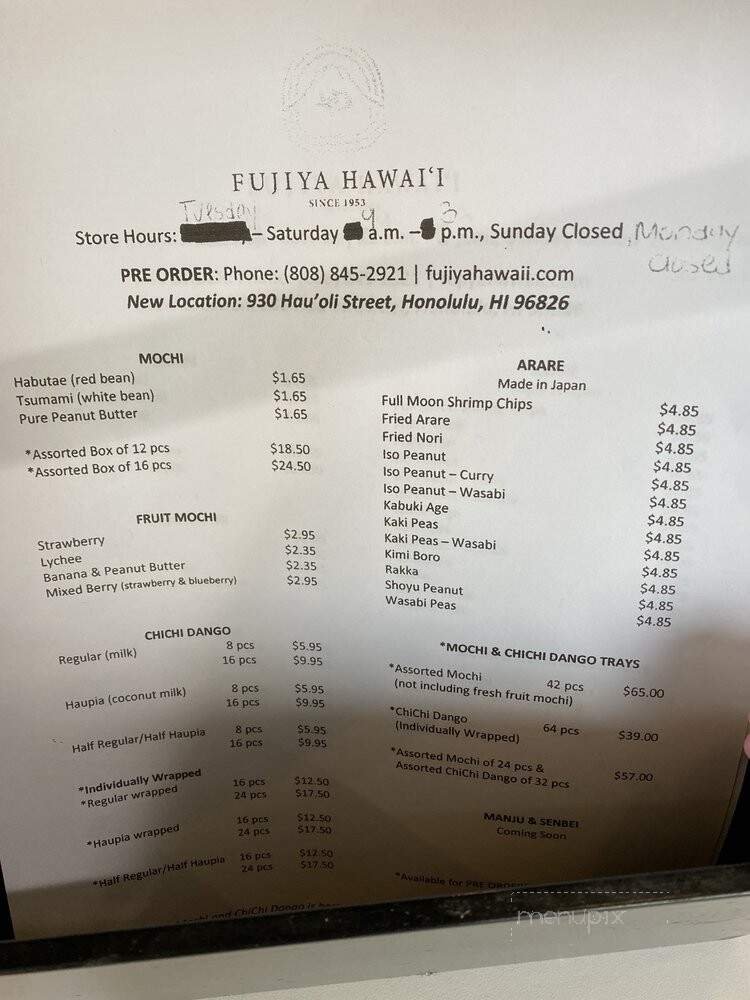 FUJIYA HAWAI‘I
SINCE 1953
Tuesday 9 3
Store Hours: – Saturday a.m. – p.m., Sunday Closed, Monday
closed
PRE ORDER: Phone: (808) 845-2921 | fujiyahawaii.com
New Location: 930 Hau’oli Street, Honolulu, HI 96826
MOCHI
Habutae (red bean) $1.65
Tsumami (white bean) $1.65
Pure Peanut Butter $1.65
*Assorted Box of 12 pcs $18.50
*Assorted Box of 16 pcs $24.50
FRUIT MOCHI
Strawberry $2.95
Lychee $2.35
Banana & Peanut Butter $2.35
Mixed Berry (strawberry & blueberry) $2.95
CHICHI DANGO
Regular (milk) 8 pcs $5.95
16 pcs $9.95
Haupia (coconut milk) 8 pcs $5.95
16 pcs $9.95
Half Regular/Half Haupia 8 pcs $5.95
16 pcs $9.95
*Individually Wrapped
*Regular wrapped 16 pcs $12.50
24 pcs $17.50
*Haupia wrapped 16 pcs $12.50
24 pcs $17.50
*Half Regular/Half Haupia 16 pcs $12.50
24 pcs $17.50
ARARE
Made in Japan
Full Moon Shrimp Chips $4.85
Fried Arare $4.85
Fried Nori $4.85
Iso Peanut $4.85
Iso Peanut – Curry $4.85
Iso Peanut – Wasabi $4.85
Kabuki Age $4.85
Kaki Peas $4.85
Kaki Peas – Wasabi $4.85
Kimi Boro $4.85
Rakka $4.85
Shoyu Peanut $4.85
Wasabi Peas $4.85
*MOCHI & CHICHI DANGO TRAYS
*Assorted Mochi 42 pcs $65.00
(not including fresh fruit mochi)
*ChiChi Dango 64 pcs $39.00
(Individually Wrapped)
*Assorted Mochi of 24 pcs &
Assorted ChiChi Dango of 32 pcs $57.00
MANJU & SENBEI
Coming Soon
*Available for PRE ORDER
and ChiChi Dango is
menupix